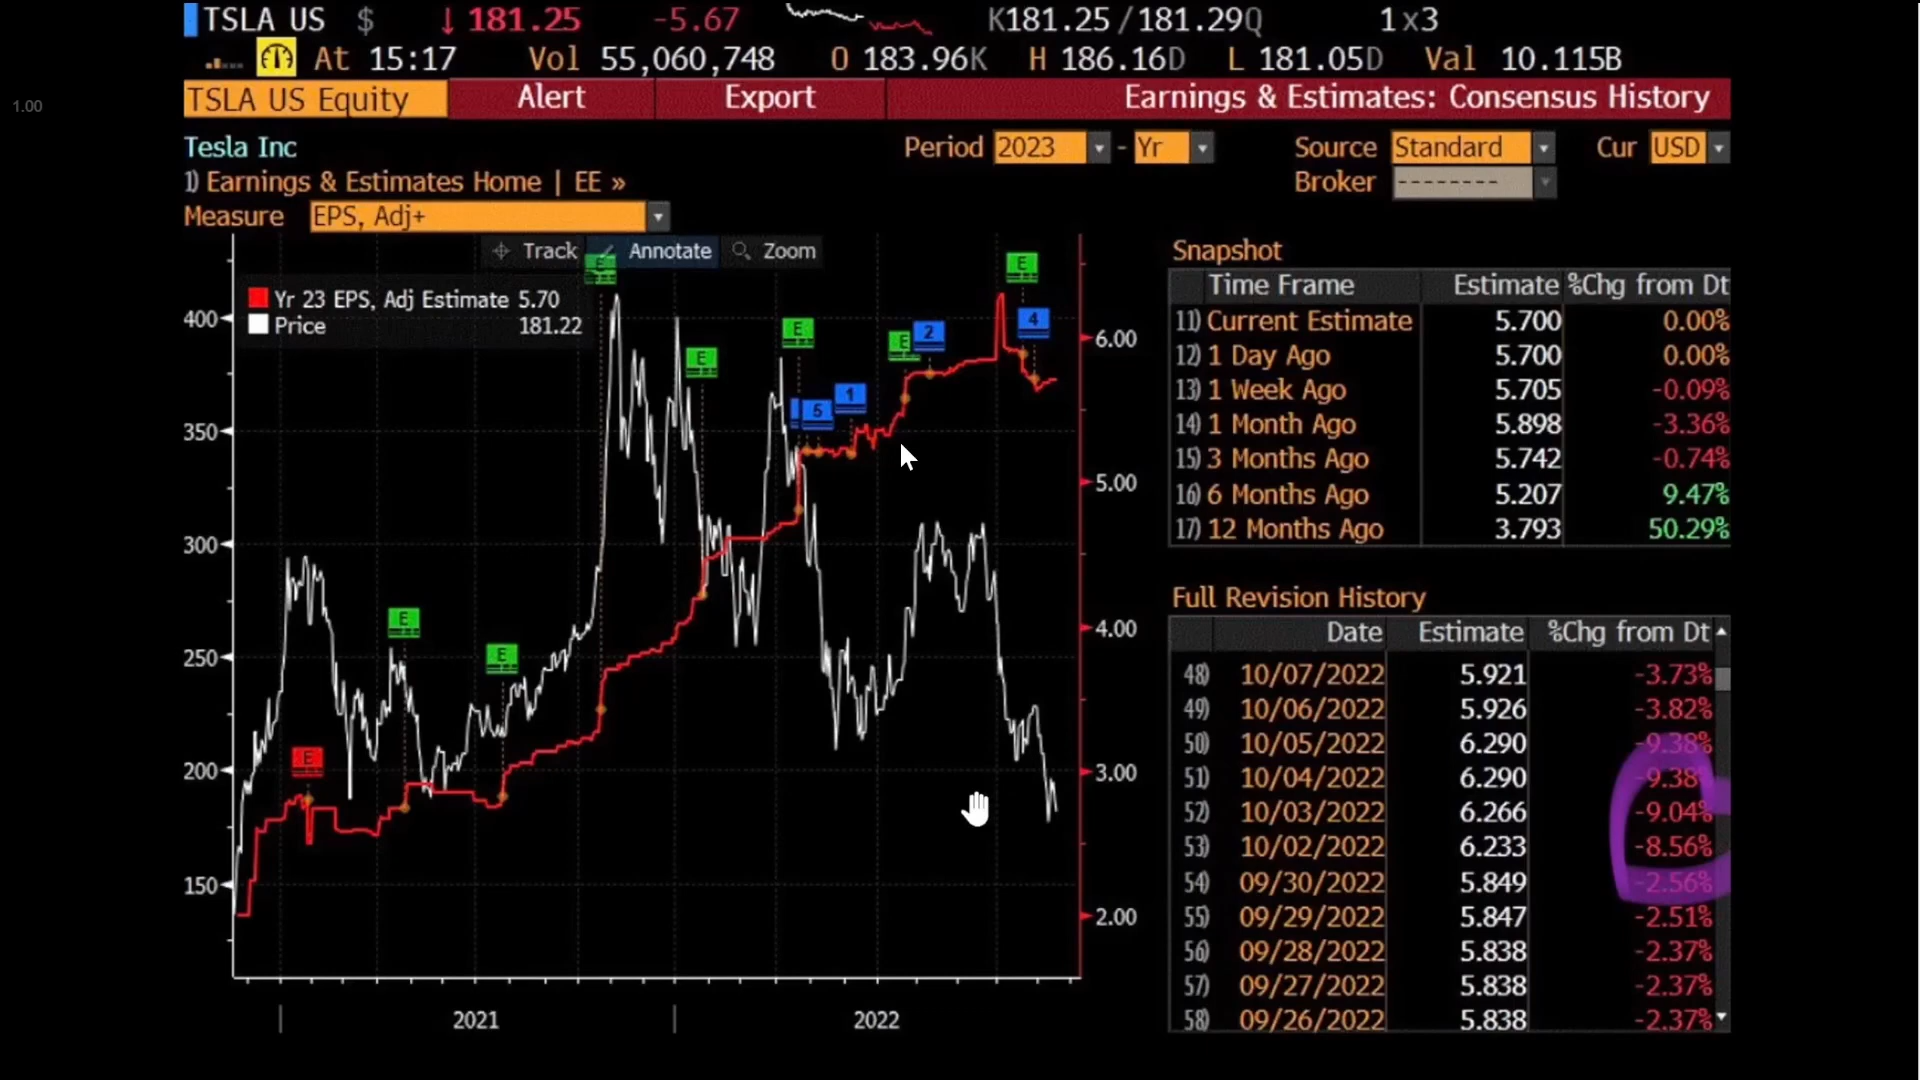 TSLA US $ ↓ 181.25 -5.67 K181.25/181.29Q 1x3
At 15:17 Vol 55,060,748 O 183.96K H 186.16D L 181.05D Val 10.115B
TSLA US Equity Alert Export Earnings & Estimates: Consensus History
1.00
Tesla Inc Period 2023 - Yr Source Standard Cur USD
1) Earnings & Estimates Home | EE » Broker --------
Measure EPS, Adj+
Track Annotate Zoom
Yr 23 EPS, Adj Estimate 5.70
Price 181.22
400
350
300
250
200
150
E
E
E
E
E
E
5
1
E
2
E
4
6.00
5.00
4.00
3.00
2.00
2021 2022
Snapshot
Time Frame Estimate %Chg from Dt
11) Current Estimate 5.700 0.00%
12) 1 Day Ago 5.700 0.00%
13) 1 Week Ago 5.705 -0.09%
14) 1 Month Ago 5.898 -3.36%
15) 3 Months Ago 5.742 -0.74%
16) 6 Months Ago 5.207 9.47%
17) 12 Months Ago 3.793 50.29%
Full Revision History
Date Estimate %Chg from Dt
48) 10/07/2022 5.921 -3.73%
49) 10/06/2022 5.926 -3.82%
50) 10/05/2022 6.290 -9.38%
51) 10/04/2022 6.290 -9.38%
52) 10/03/2022 6.266 -9.04%
53) 10/02/2022 6.233 -8.56%
54) 09/30/2022 5.849 -2.56%
55) 09/29/2022 5.847 -2.51%
56) 09/28/2022 5.838 -2.37%
57) 09/27/2022 5.838 -2.37%
58) 09/26/2022 5.838 -2.37%